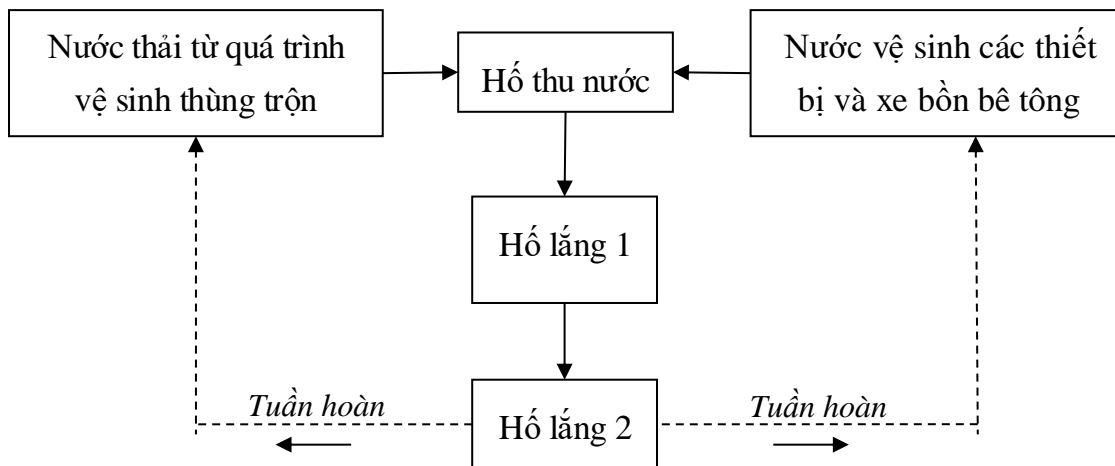 Nước thải từ quá trình
vệ sinh thùng trộn
Hố thu nước
Nước vệ sinh các thiết
bị và xe bồn bê tông
Hố lắng 1
Tuần hoàn
Hố lắng 2
Tuần hoàn